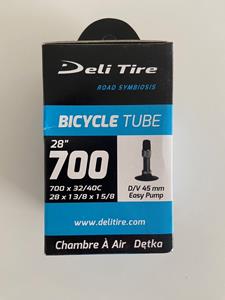 Deli Tire
ROAD SYMBIOSIS
BICYCLE TUBE
28"
700
700 x 32/40C
28 x 1 3/8 x 1 5/8
D/V 45 mm
Easy Pump
www.delitire.com
Chambre À Air Dętka